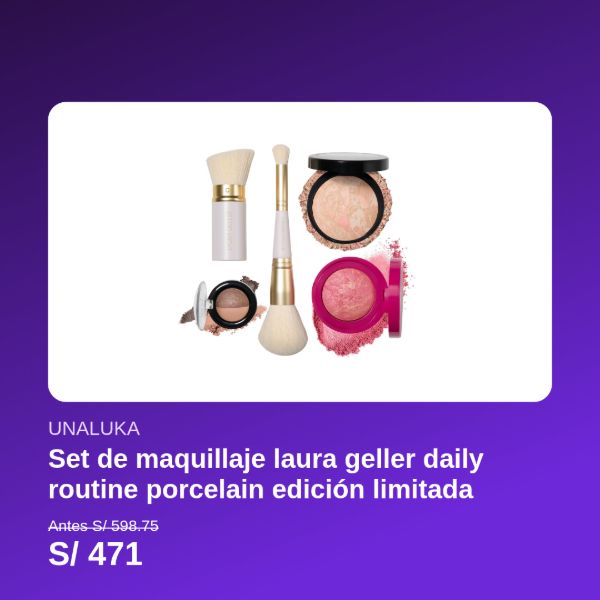 UNALUKA
Set de maquillaje laura geller daily
routine porcelain edición limitada
Antes S/ 598.75
S/ 471